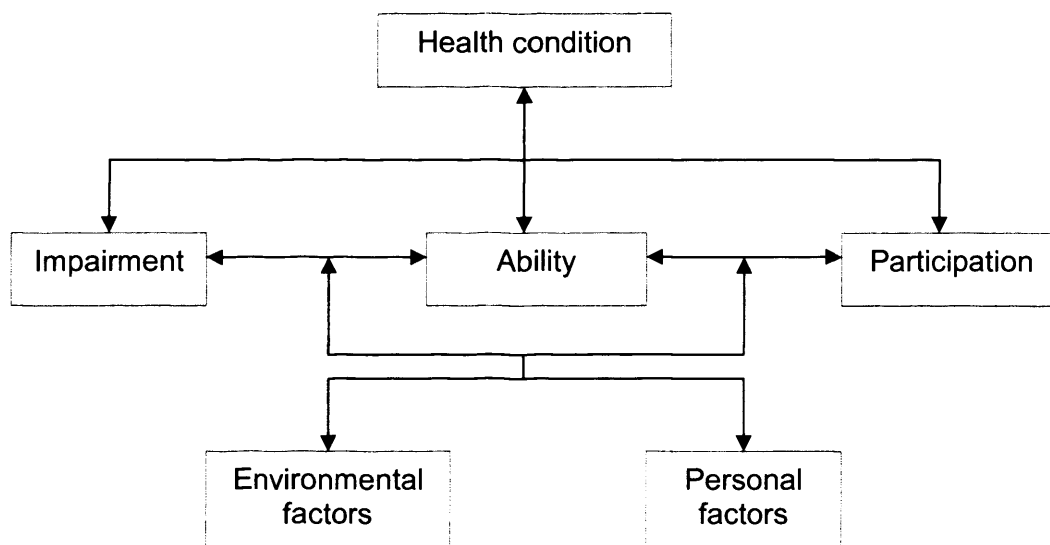 Health condition
Impairment
Ability
Participation
Environmental
factors
Personal
factors